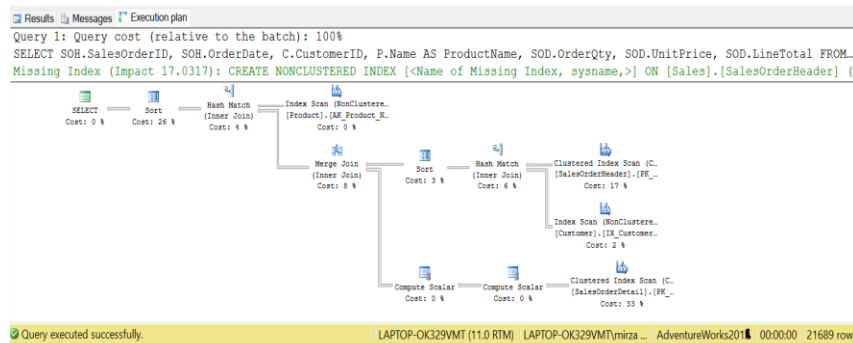 Results Messages Execution plan
Query 1: Query cost (relative to the batch): 100%
SELECT SOH.SalesOrderID, SOH.OrderDate, C.CustomerID, P.Name AS ProductName, SOD.OrderQty, SOD.UnitPrice, SOD.LineTotal FROM…
Missing Index (Impact 17.0317): CREATE NONCLUSTERED INDEX [<Name of Missing Index, sysname,>] ON [Sales].[SalesOrderHeader] (
SELECT
Cost: 0 %
Sort
Cost: 26 %
Hash Match
(Inner Join)
Cost: 4 %
Index Scan (NonClustere…
[Product].[AK_Product_N…
Cost: 0 %
Merge Join
(Inner Join)
Cost: 8 %
Sort
Cost: 3 %
Hash Match
(Inner Join)
Cost: 6 %
Clustered Index Scan (C…
[SalesOrderHeader].[PK_…
Cost: 17 %
Index Scan (NonClustere…
[Customer].[IX_Customer…
Cost: 2 %
Compute Scalar
Cost: 0 %
Compute Scalar
Cost: 0 %
Clustered Index Scan (C…
[SalesOrderDetail].[PK_…
Cost: 33 %
Query executed successfully.
LAPTOP-OK329VMT (11.0 RTM) LAPTOP-OK329VMT\mirza ... 00:00:00 21689 row